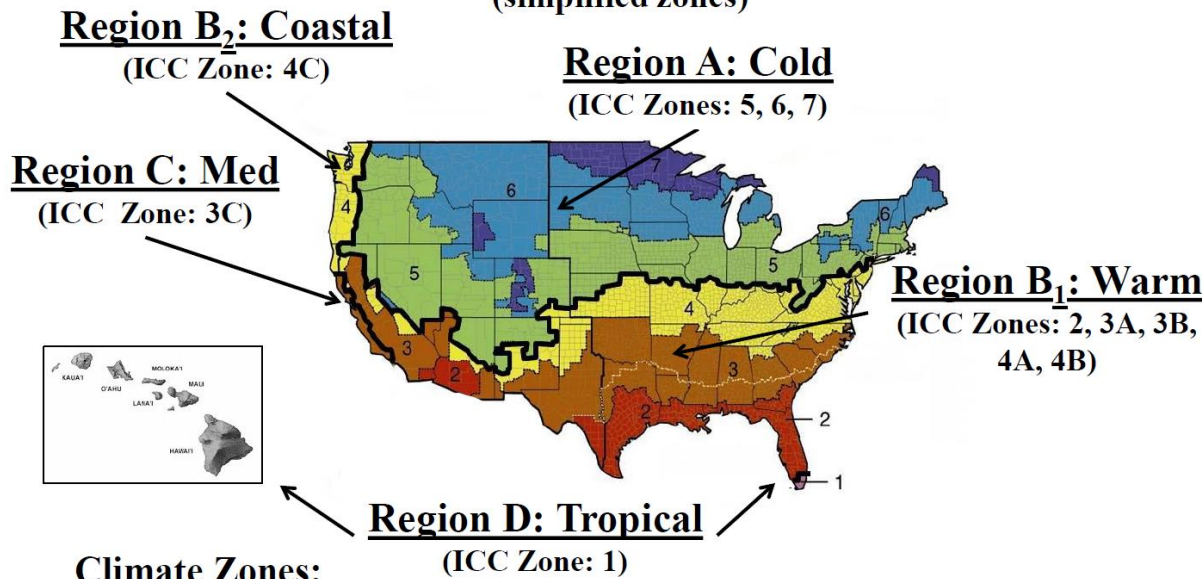 (simplified zones)
Region B₂: Coastal
(ICC Zone: 4C)
Region A: Cold
(ICC Zones: 5, 6, 7)
Region C: Med
(ICC Zone: 3C)
7
6
4
6
5
5
4
3
2
3
2
2
1
Region B₁: Warm
(ICC Zones: 2, 3A, 3B,
4A, 4B)
KAUA'I
O'AHU
MOLOKA'I
LANA'I
MAUI
HAWAI'I
Region D: Tropical
(ICC Zone: 1)
Climate Zones: